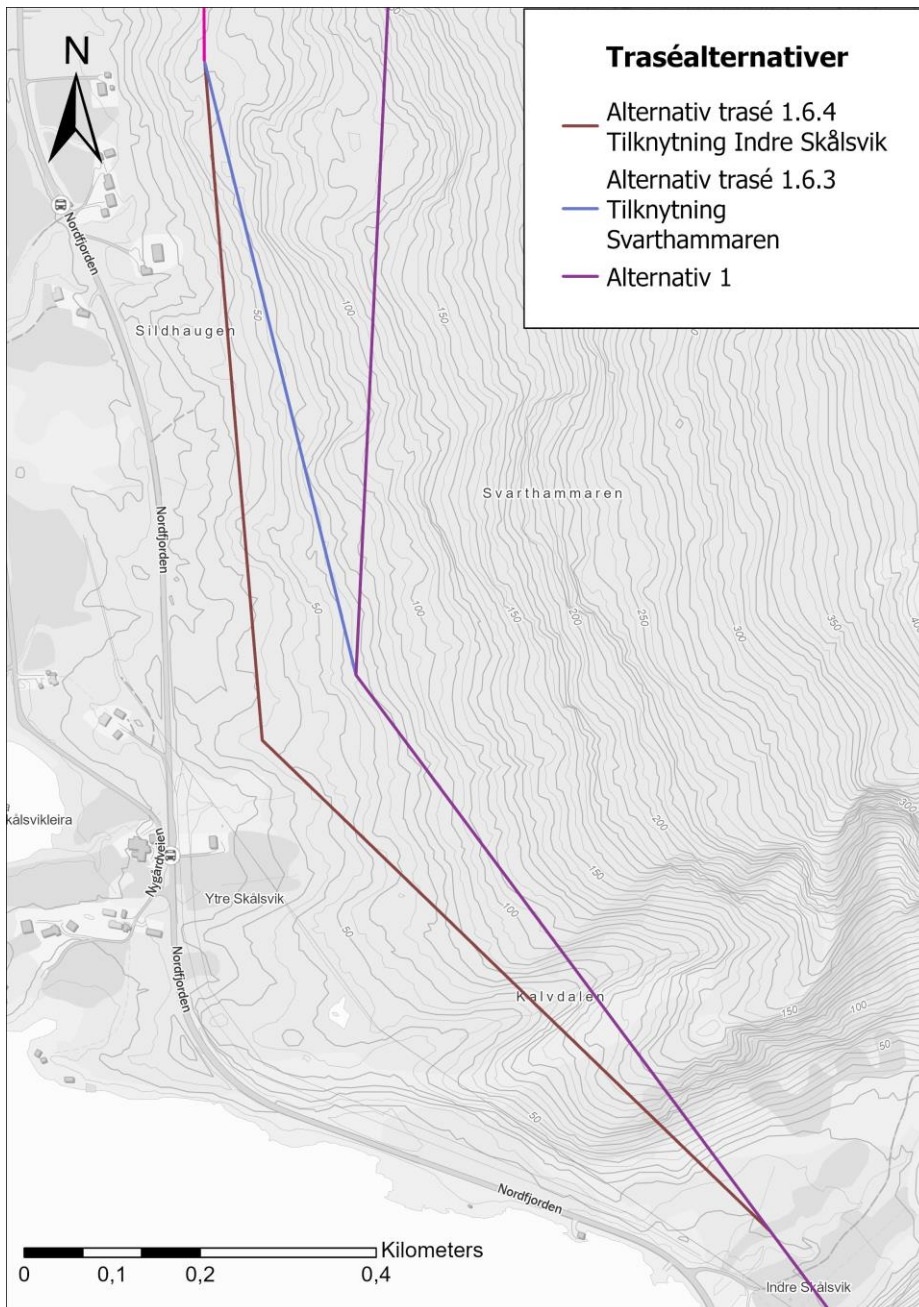 N
Traséalternativer
Alternativ trasé 1.6.4
Tilknytning Indre Skålsvik
Alternativ trasé 1.6.3
Tilknytning
Svarthammaren
Alternativ 1
Nordfjorden
Sildhaugen
50
100
150
Svarthammaren
Nordfjorden
50
100
150
200
250
300
350
kålsvikleira
Nygårdveien
Ytre Skålsvik
200
300
150
100
50
Nordfjorden
Kalvdalen
150
100
50
50
Nordfjorden
Kilometers
0 0,1 0,2 0,4
Indre Skålsvik